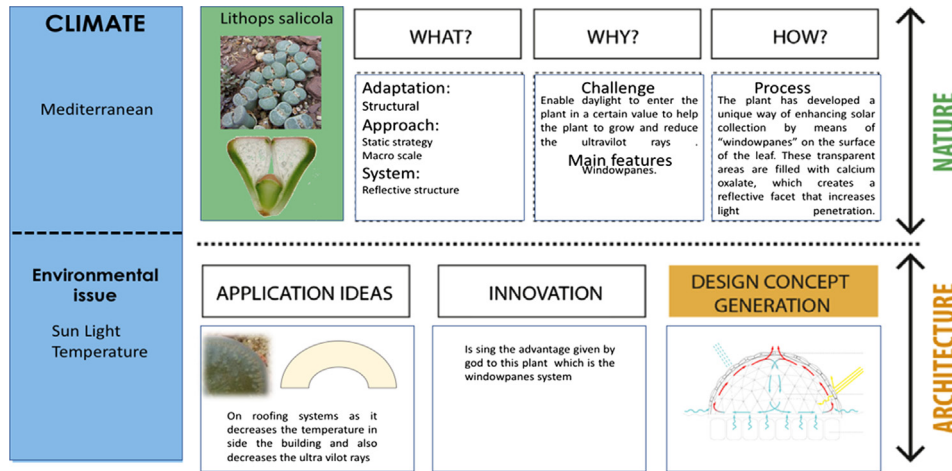 CLIMATE
Mediterranean
Environmental
issue
Sun Light
Temperature
Lithops salicola
WHAT?
Adaptation:
Structural
Approach:
Static strategy
Macro scale
System:
Reflective structure
WHY?
Challenge
Enable daylight to enter the
plant in a certain value to help
the plant to grow and reduce
the ultravilot rays .
Main features
Windowpanes.
HOW?
Process
The plant has developed a
unique way of enhancing solar
collection by means of
“windowpanes” on the surface
of the leaf. These transparent
areas are filled with calcium
oxalate, which creates a
reflective facet that increases
light penetration.
NATURE
APPLICATION IDEAS
On roofing systems as it
decreases the temperature in
side the building and also
decreases the ultra vilot rays
INNOVATION
Is sing the advantage given by
god to this plant which is the
windowpanes system
DESIGN CONCEPT
GENERATION
ARCHITECTURE